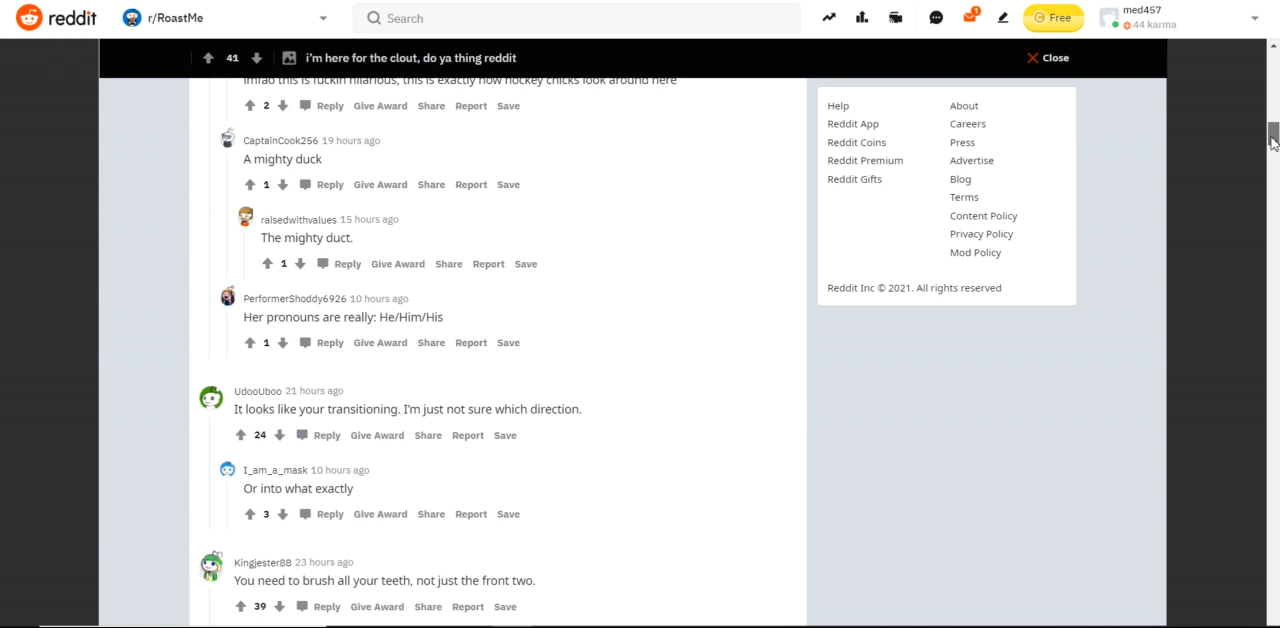 reddit
r/RoastMe
Search
1
Free
med457
44 karma
41
i'm here for the clout, do ya thing reddit
Close
lmfao this is fuckin hilarious, this is exactly how hockey chicks look around here
2 Reply Give Award Share Report Save
CaptainCook256 19 hours ago
A mighty duck
1 Reply Give Award Share Report Save
raisedwithvalues 15 hours ago
The mighty duct.
1 Reply Give Award Share Report Save
PerformerShoddy6926 10 hours ago
Her pronouns are really: He/Him/His
1 Reply Give Award Share Report Save
UdooUboo 21 hours ago
It looks like your transitioning. I'm just not sure which direction.
24 Reply Give Award Share Report Save
I_am_a_mask 10 hours ago
Or into what exactly
3 Reply Give Award Share Report Save
Kingjester88 23 hours ago
You need to brush all your teeth, not just the front two.
39 Reply Give Award Share Report Save
Help
Reddit App
Reddit Coins
Reddit Premium
Reddit Gifts
About
Careers
Press
Advertise
Blog
Terms
Content Policy
Privacy Policy
Mod Policy
Reddit Inc © 2021. All rights reserved